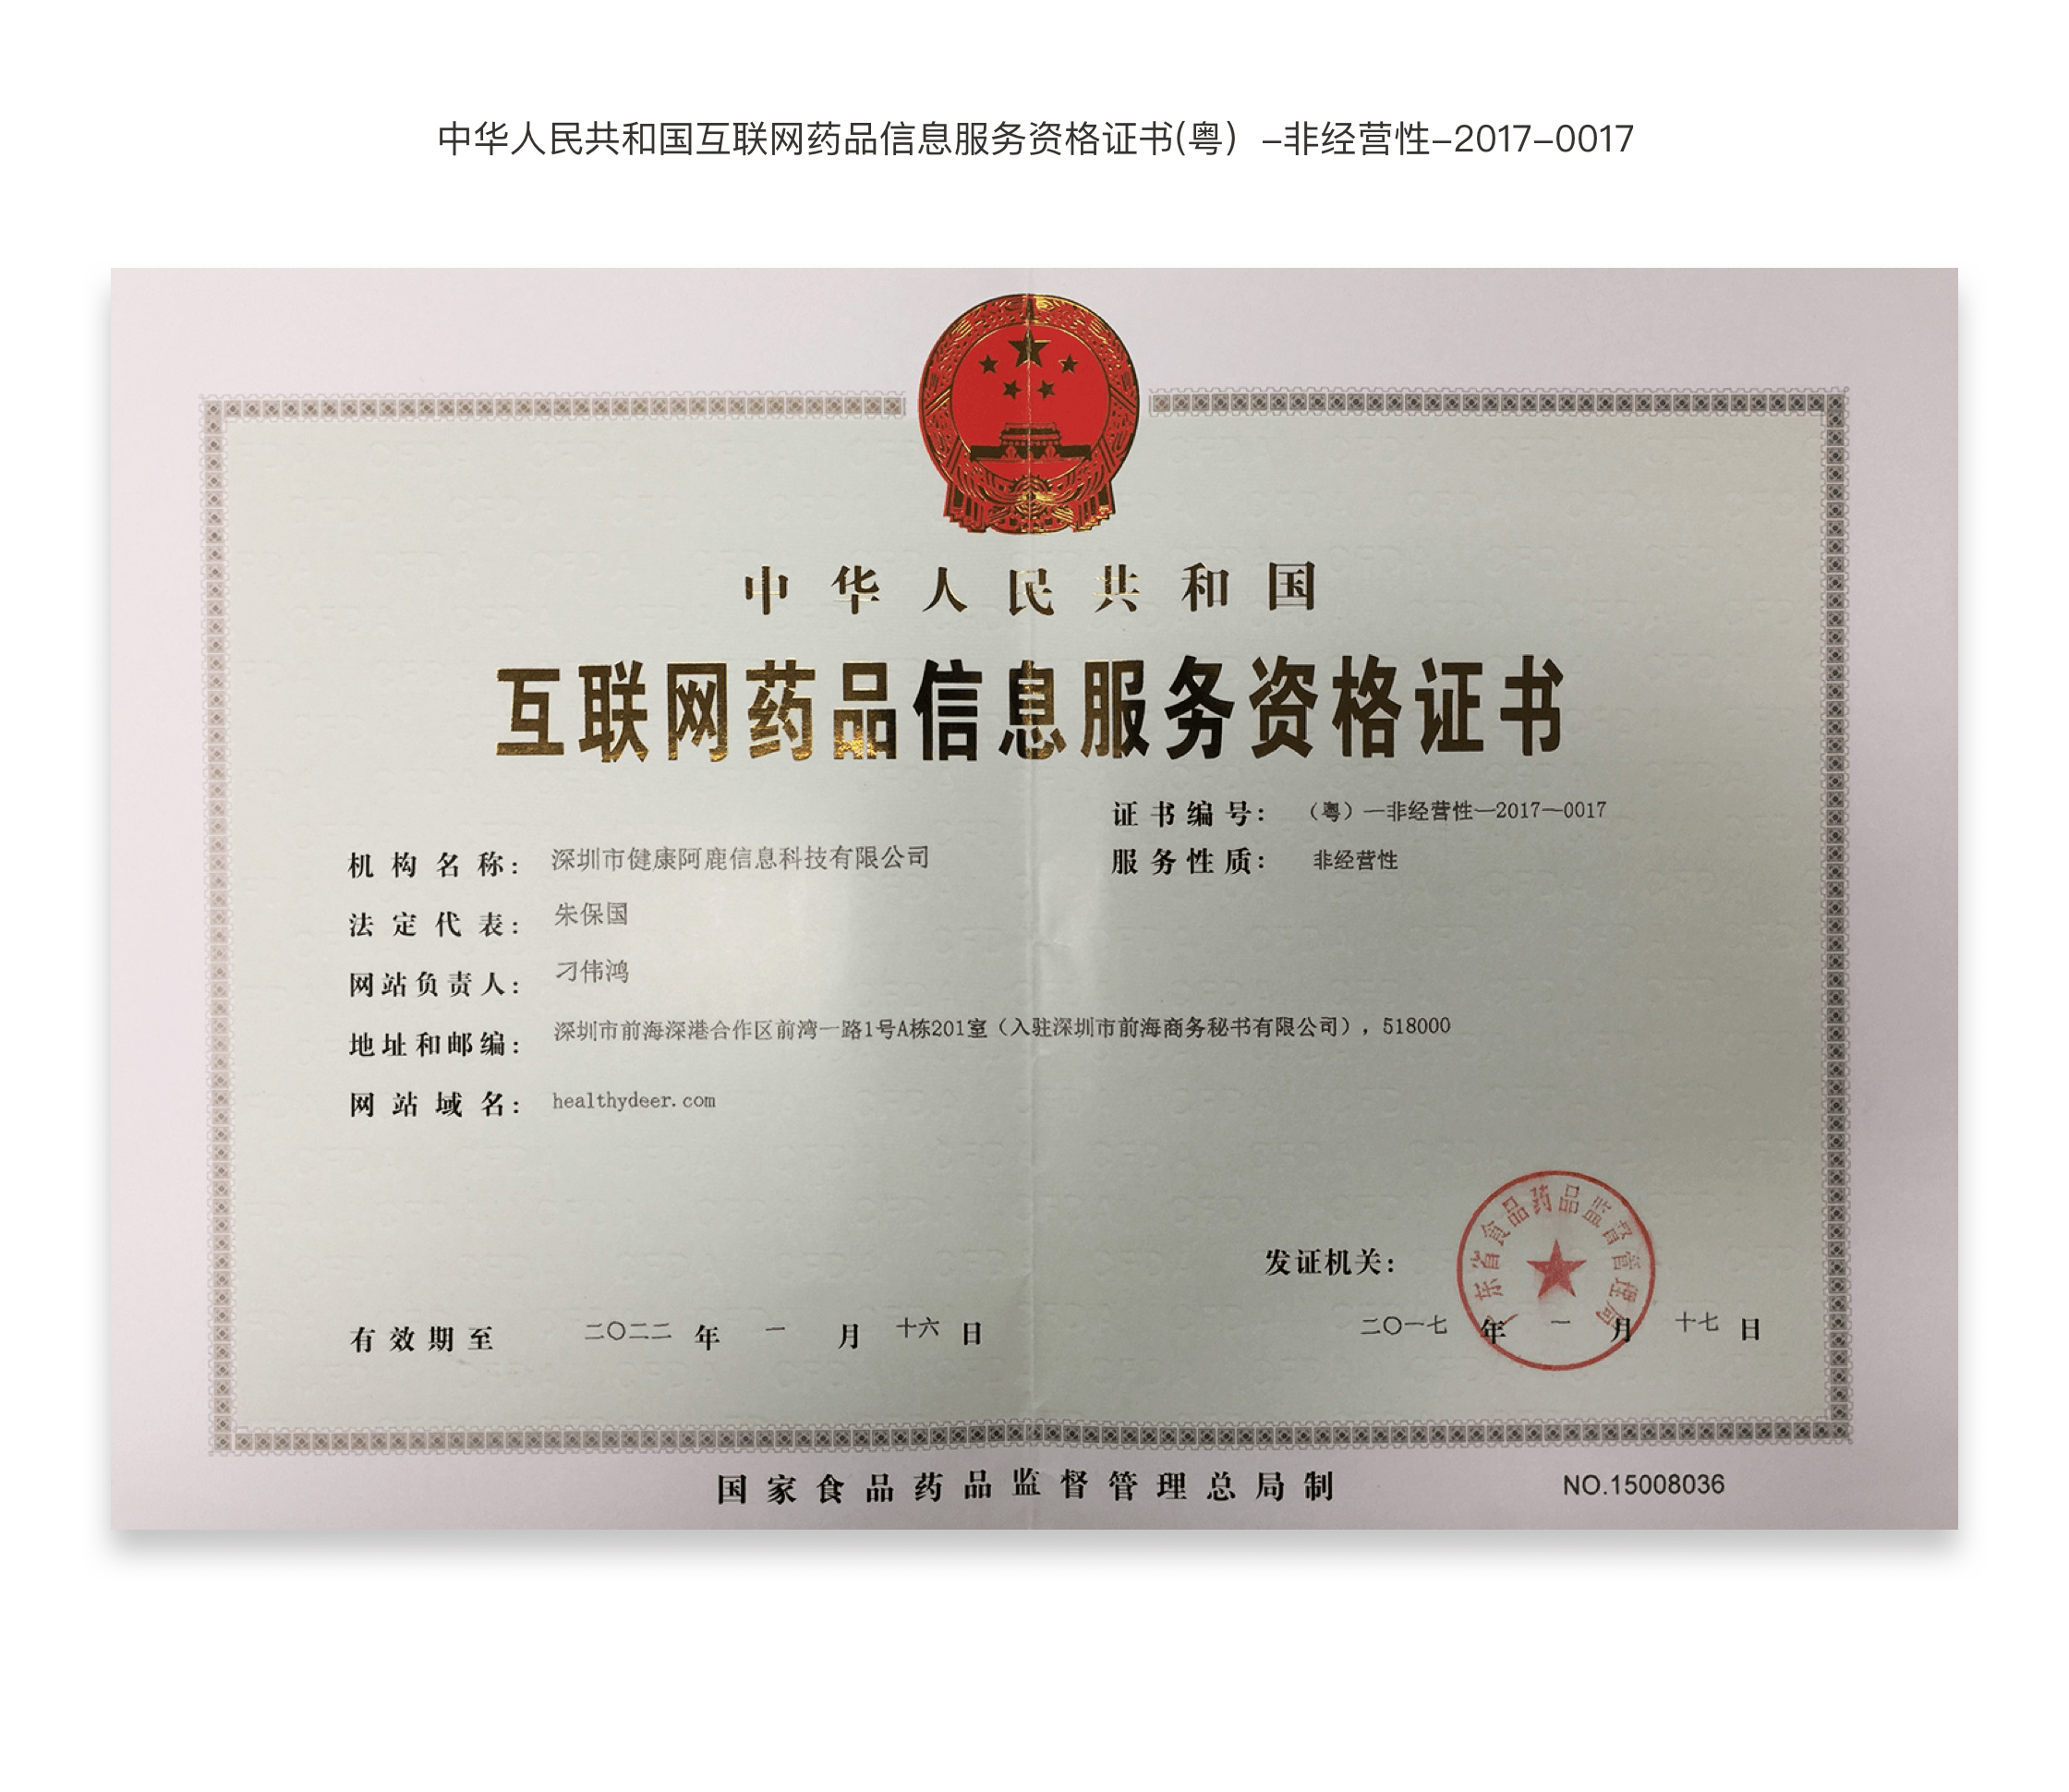 中华人民共和国互联网药品信息服务资格证书(粤）-非经营性-2017-0017
中华人民共和国
互联网药品信息服务资格证书
证书编号：（粤）—非经营性—2017—0017
机构名称：深圳市健康阿鹿信息科技有限公司
服务性质：非经营性
法定代表：朱保国
网站负责人：刁伟鸿
地址和邮编：深圳市前海深港合作区前湾一路1号A栋201室（入驻深圳市前海商务秘书有限公司），518000
网站域名：healthydeer.com
广东省食品药品监督管理局
发证机关：
有效期至 二〇二二 年 一 月 十六 日
二〇一七 年 一 月 十七 日
国家食品药品监督管理总局制
NO.15008036